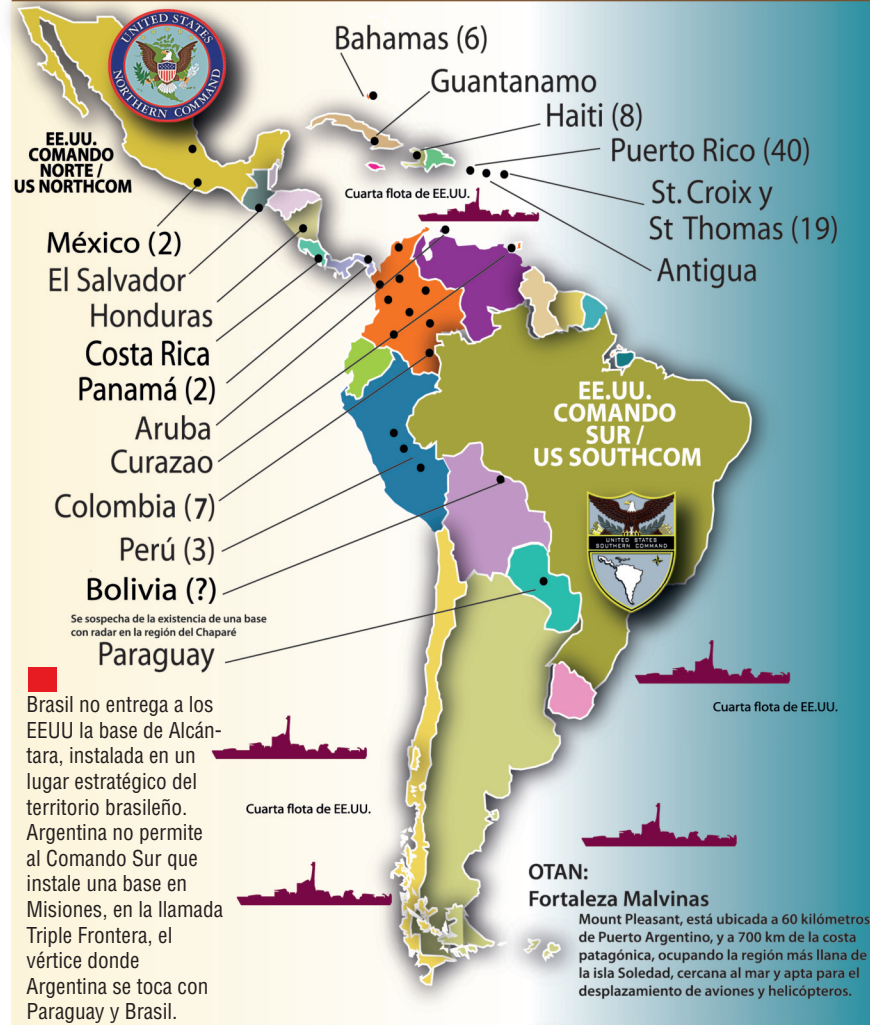 UNITED STATES
NORTHERN COMMAND
EE.UU.
COMANDO
NORTE /
US NORTHCOM
Bahamas (6)
Guantanamo
Haiti (8)
Puerto Rico (40)
St. Croix y
St Thomas (19)
Antigua
Cuarta flota de EE.UU.
México (2)
El Salvador
Honduras
Costa Rica
Panamá (2)
Aruba
Curazao
Colombia (7)
Perú (3)
Bolivia (?)
Se sospecha de la existencia de una base
con radar en la región del Chaparé
Paraguay
EE.UU.
COMANDO
SUR /
US SOUTHCOM
UNITED STATES
SOUTHERN COMMAND
Brasil no entrega a los
EEUU la base de Alcán-
tara, instalada en un
lugar estratégico del
territorio brasileño.
Argentina no permite
al Comando Sur que
instale una base en
Misiones, en la llamada
Triple Frontera, el
vértice donde
Argentina se toca con
Paraguay y Brasil.
Cuarta flota de EE.UU.
Cuarta flota de EE.UU.
OTAN:
Fortaleza Malvinas
Mount Pleasant, está ubicada a 60 kilómetros
de Puerto Argentino, y a 700 km de la costa
patagónica, ocupando la región más llana de
la isla Soledad, cercana al mar y apta para el
desplazamiento de aviones y helicópteros.